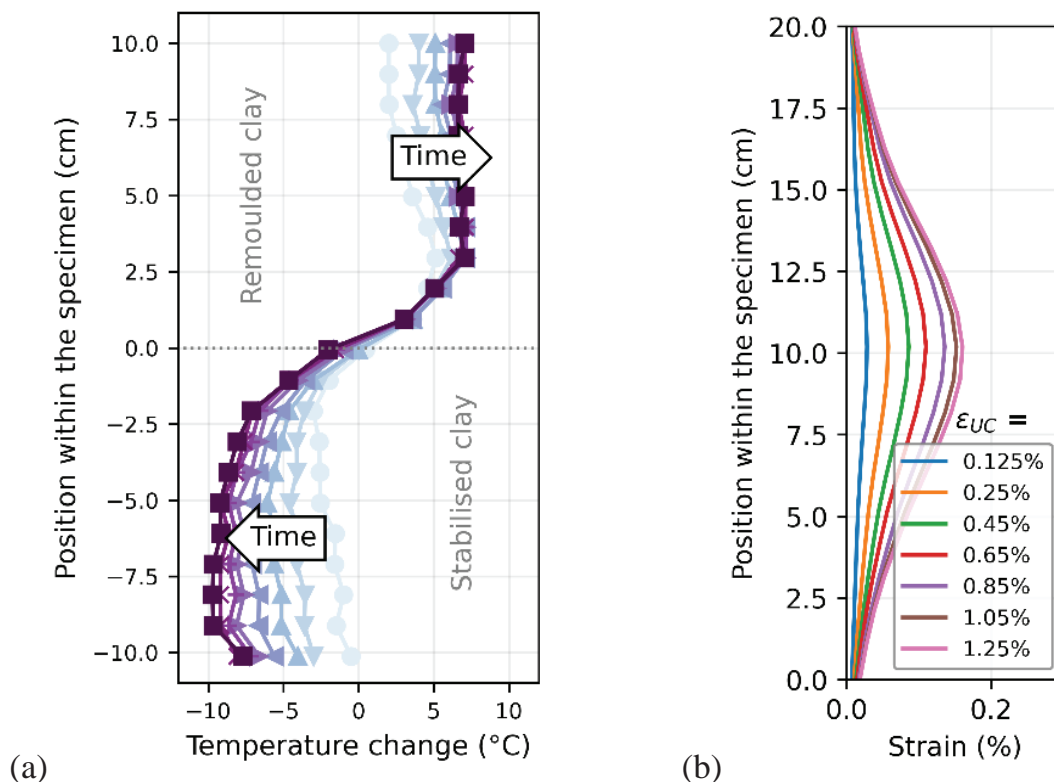 Position within the specimen (cm)
10.0
7.5
5.0
2.5
0.0
−2.5
−5.0
−7.5
−10.0
Remoulded clay
Time
Time
Stabilised clay
−10
−5
0
5
10
Temperature change (°C)
(a)
Position within the specimen (cm)
20.0
17.5
15.0
12.5
10.0
7.5
5.0
2.5
0.0
εUC =
0.125%
0.25%
0.45%
0.65%
0.85%
1.05%
1.25%
0.0
0.2
Strain (%)
(b)